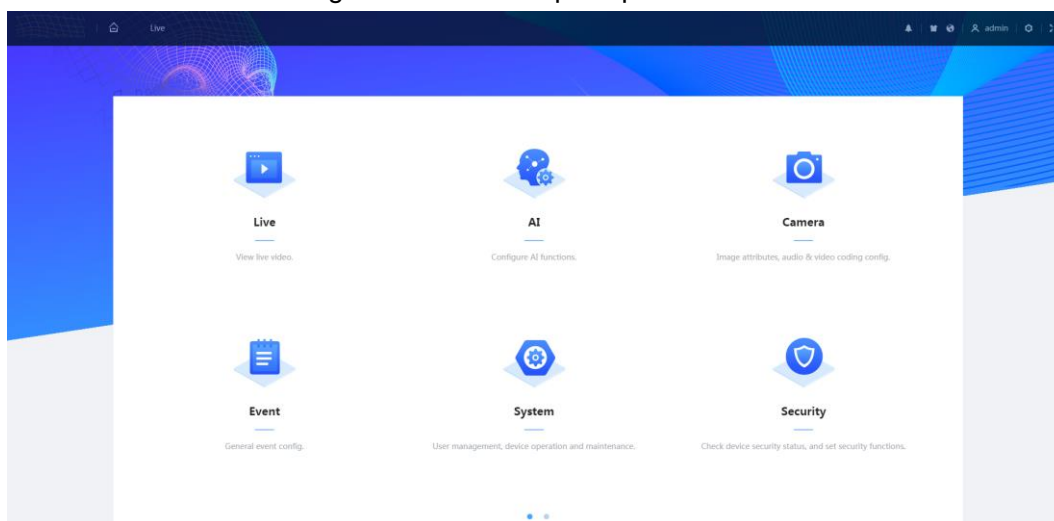 Live
admin
Live
AI
Camera
View live video.
Configure AI functions.
Image attributes, audio & video coding config.
Event
System
Security
General event config.
User management, device operation and maintenance.
Check device security status, and set security functions.